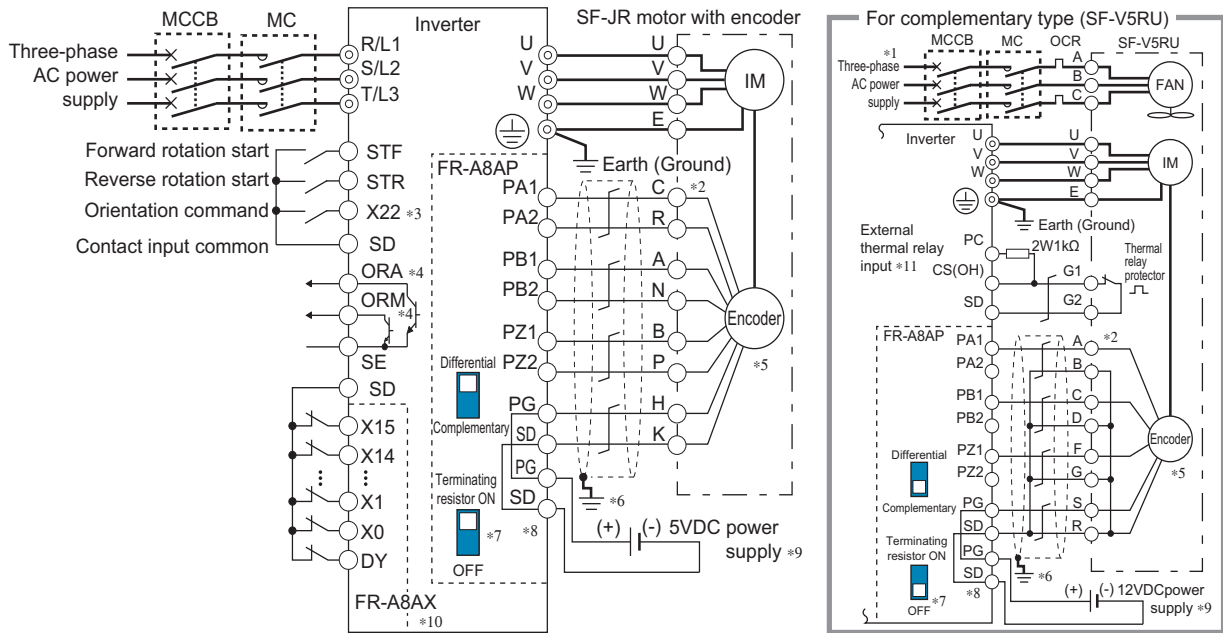 MCCB
MC
Inverter
SF-JR motor with encoder
Three-phase
AC power
supply
R/L1
S/L2
T/L3
U
V
W
U
V
W
E
IM
Earth (Ground)
Forward rotation start
Reverse rotation start
Orientation command
Contact input common
STF
STR
X22 *3
SD
ORA *4
ORM
*4
SE
SD
X15
X14
X1
X0
DY
FR-A8AX
*10
FR-A8AP
PA1
PA2
PB1
PB2
PZ1
PZ2
PG
SD
PG
SD
C
R
A
N
B
P
H
K
*2
Encoder
*5
Differential
Complementary
Terminating
resistor ON
*7
OFF
*8
*6
(+)
(-)
5VDC power
supply *9
For complementary type (SF-V5RU)
MCCB
MC
OCR
SF-V5RU
*1
Three-phase
AC power
supply
A
B
C
FAN
Inverter
U
V
W
U
V
W
E
IM
Earth (Ground)
External
thermal relay
input *11
PC
2W1kΩ
CS(OH)
SD
G1
G2
Thermal
relay
protector
FR-A8AP
PA1
PA2
PB1
PB2
PZ1
PZ2
PG
SD
PG
SD
A
B
C
D
F
G
S
R
*2
Encoder
*5
Differential
Complementary
Terminating
resistor ON
*7
OFF
*8
*6
(+)
(-)
12VDCpower
supply *9